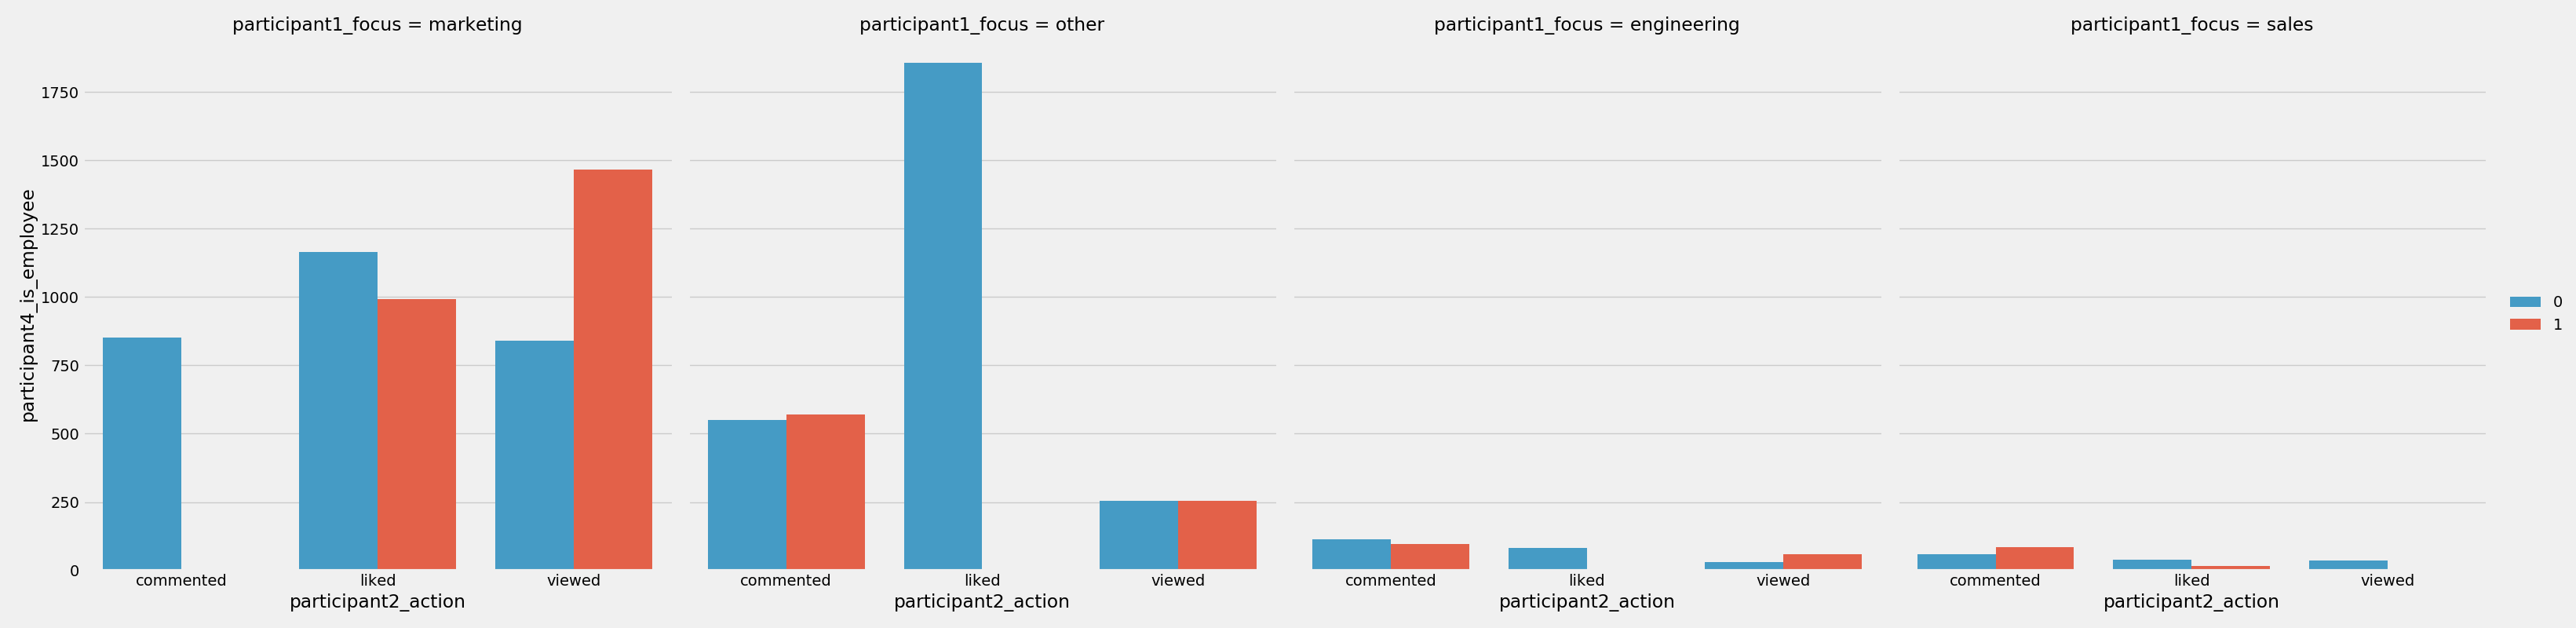 participant1_focus = marketing
participant1_focus = other
participant1_focus = engineering
participant1_focus = sales
participant4_is_employee
1750
1500
1250
1000
750
500
250
0
commented liked viewed
commented liked viewed
commented liked viewed
commented liked viewed
participant2_action
participant2_action
participant2_action
participant2_action
0
1